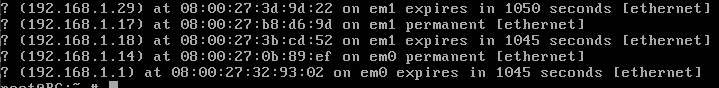 ? (192.168.1.29) at 08:00:27:3d:9d:22 on em1 expires in 1050 seconds [ethernet]
? (192.168.1.17) at 08:00:27:b8:d6:9d on em1 permanent [ethernet]
? (192.168.1.18) at 08:00:27:3b:cd:52 on em1 expires in 1045 seconds [ethernet]
? (192.168.1.14) at 08:00:27:0b:89:ef on em0 permanent [ethernet]
? (192.168.1.1) at 08:00:27:32:93:02 on em0 expires in 1045 seconds [ethernet]